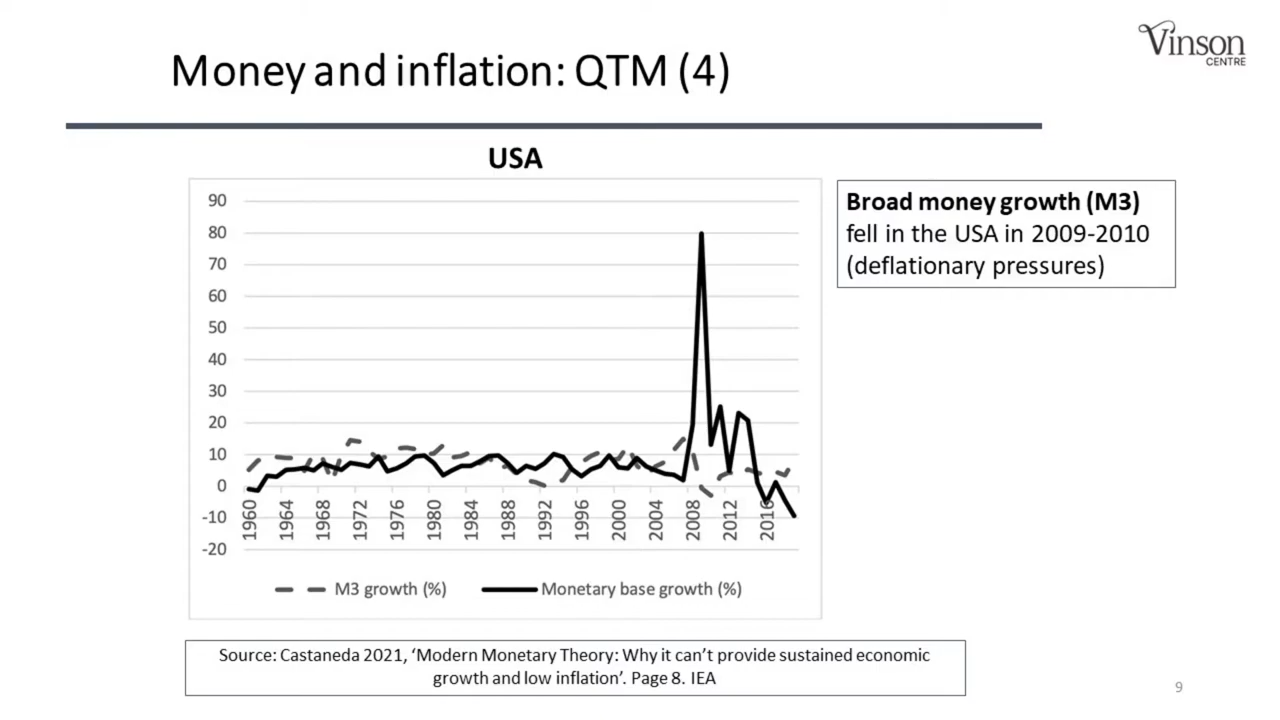 Vinson
CENTRE
Money and inflation: QTM (4)
USA
90
80
70
60
50
40
30
20
10
0
-10
-20
1960
1964
1968
1972
1976
1980
1984
1988
1992
1996
2000
2004
2008
2012
2016
M3 growth (%)
Monetary base growth (%)
Broad money growth (M3)
fell in the USA in 2009-2010
(deflationary pressures)
Source: Castaneda 2021, ‘Modern Monetary Theory: Why it can’t provide sustained economic
growth and low inflation’. Page 8. IEA
9